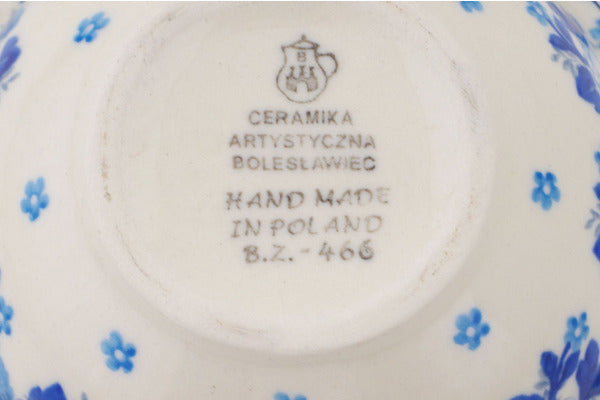 B
CERAMIKA
ARTYSTYCZNA
BOLESŁAWIEC
HAND MADE
IN POLAND
B.Z.-466